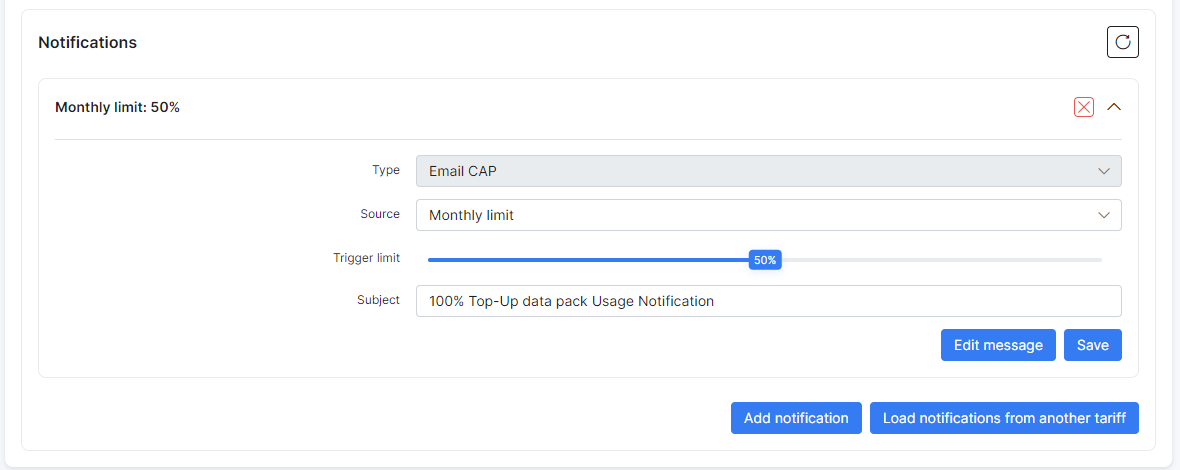 Notifications
Monthly limit: 50%
Type
Email CAP
Source
Monthly limit
Trigger limit
50%
Subject
100% Top-Up data pack Usage Notification
Edit message
Save
Add notification
Load notifications from another tariff